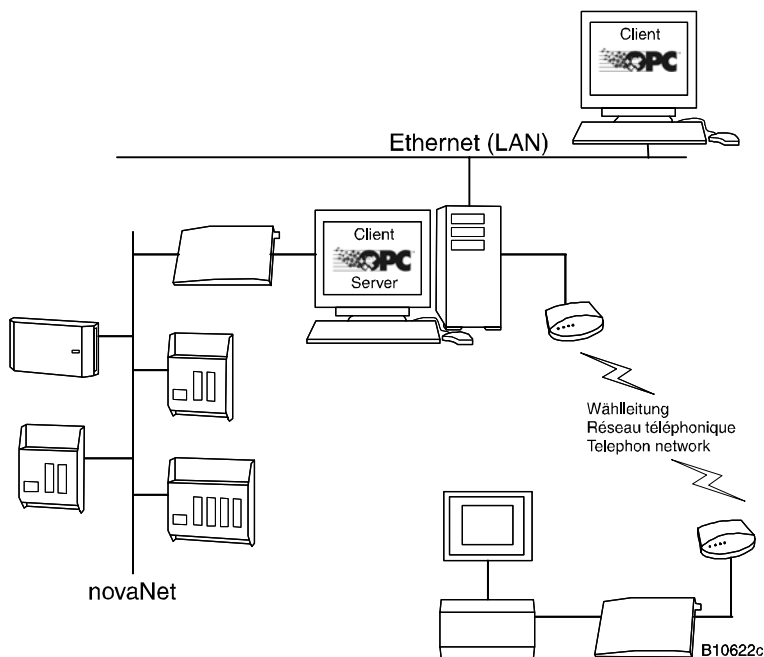 Client
OPC
Ethernet (LAN)
Client
OPC
Server
Wählleitung
Réseau téléphonique
Telephon network
novaNet
B10622c